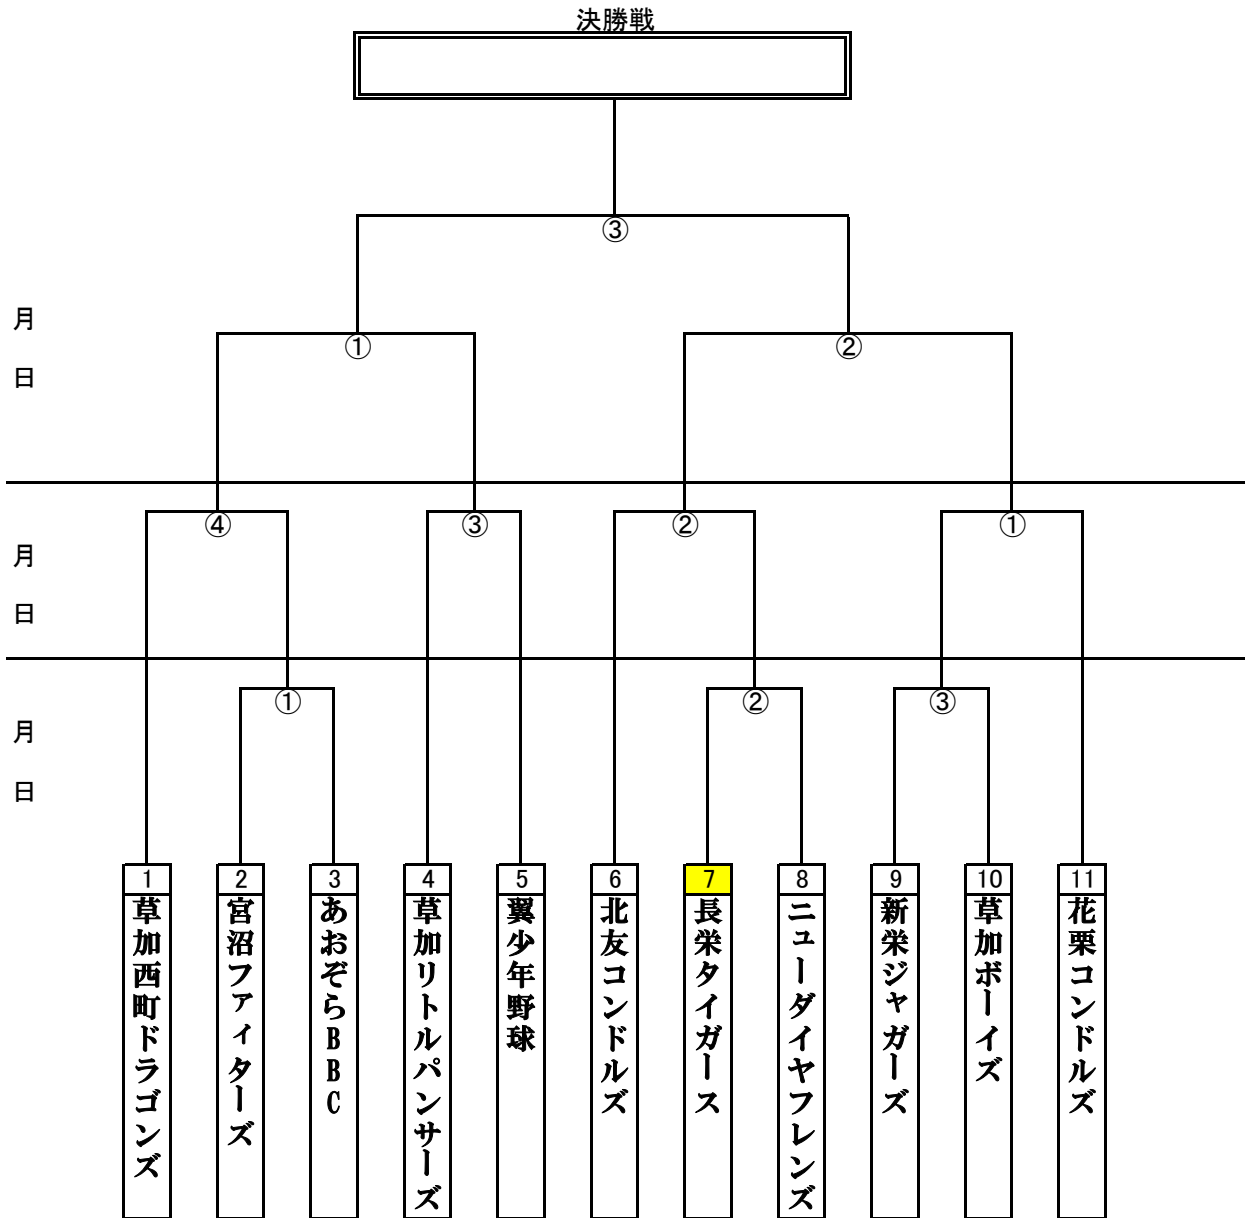 決勝戦
③
月
①
②
日
④
③
②
①
月
日
①
②
③
月
日
1
2
3
4
5
6
7
8
9
10
11
草加西町ドラゴンズ
宮沼ファィターズ
あおぞらBBC
草加リトルパンサーズ
翼少年野球
北友コンドルズ
長栄タイガース
ニューダイヤフレンズ
新栄ジャガーズ
草加ボーイズ
花栗コンドルズ